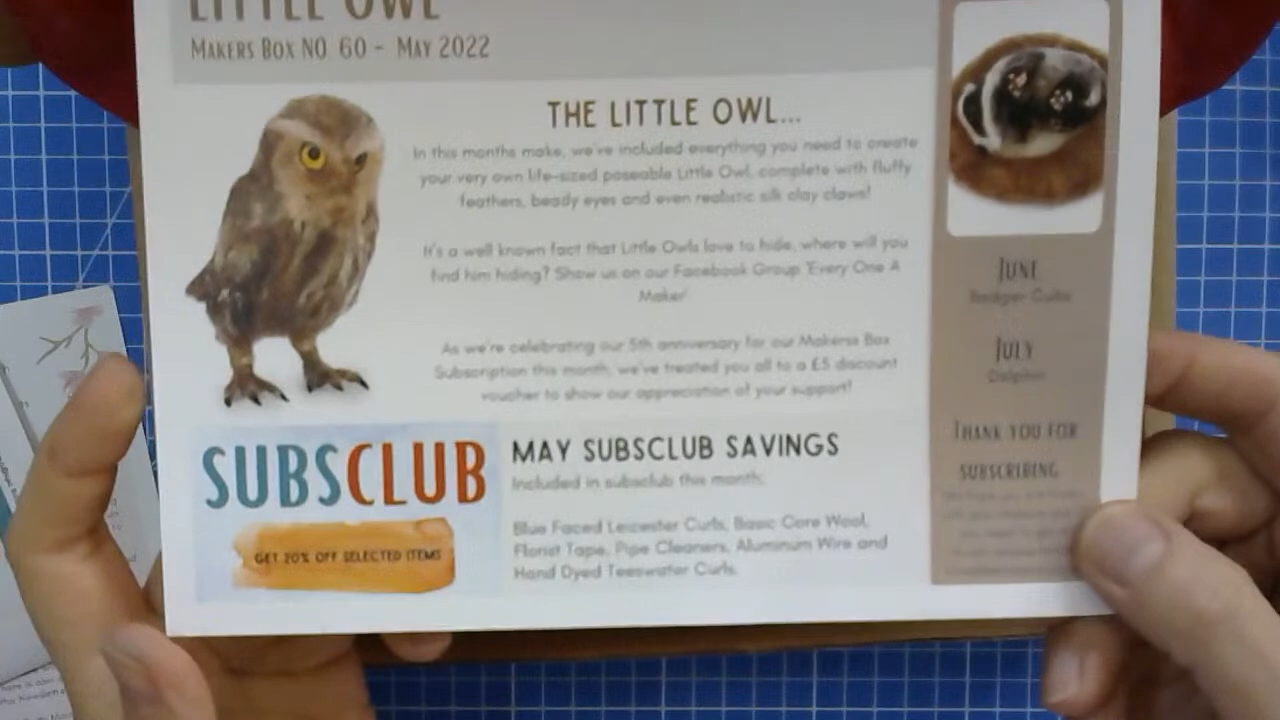 LITTLE OWL
MAKERS BOX NO 60 - MAY 2022
THE LITTLE OWL...
In this months make, we've included everything you need to create
your very own life-sized poseable Little Owl, complete with fluffy
feathers, beady eyes and even realistic silk clay claws!
It's a well known fact that Little Owls love to hide, where will you
find him hiding? Show us on our Facebook Group 'Every One A
Maker'
As we're celebrating our 5th anniversary for our Makerss Box
Subscription this month, we've treated you all to a £5 discount
voucher to show our appreciation of your support!
SUBSCLUB
GET 20% OFF SELECTED ITEMS
MAY SUBSCLUB SAVINGS
Included in subsclub this month:
Blue Faced Leicester Curls, Basic Core Wool,
Florist Tape, Pipe Cleaners, Aluminum Wire and
Hand Dyed Teeswater Curls.
JUNE
Badger Cubs
JULY
Dolphin
THANK YOU FOR
SUBSCRIBING